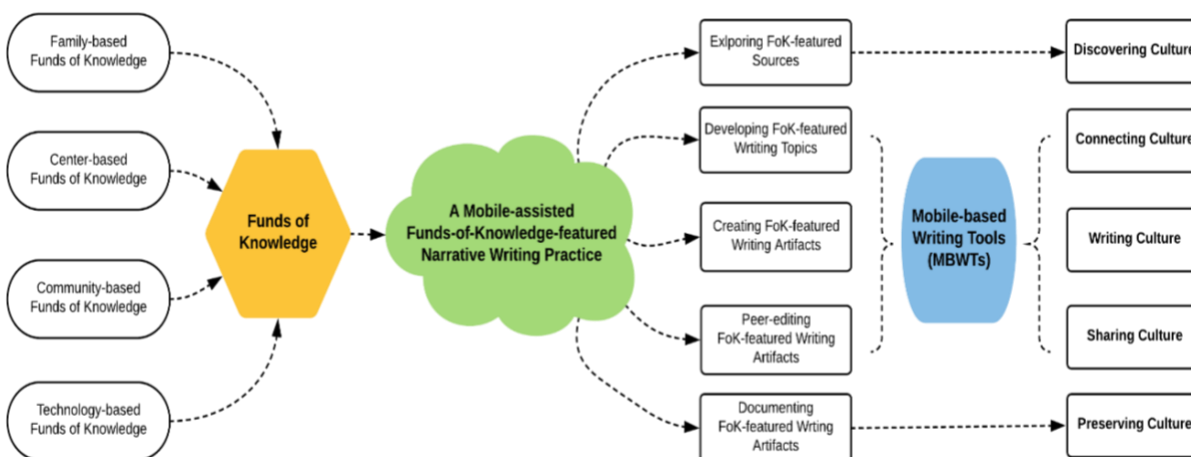 Family-based
Funds of Knowledge
Center-based
Funds of Knowledge
Community-based
Funds of Knowledge
Technology-based
Funds of Knowledge
Funds of
Knowledge
A Mobile-assisted
Funds-of-Knowledge-featured
Narrative Writing Practice
Exlporing FoK-featured
Sources
Developing FoK-featured
Wrtiting Topics
Creating FoK-featured
Writing Artifacts
Peer-editing
FoK-featured Writing
Artifacts
Documenting
FoK-featured Wrting
Artifacts
Mobile-based
Writing Tools
(MBWTs)
Discovering Culture
Connecting Culture
Writing Culture
Sharing Culture
Preserving Culture